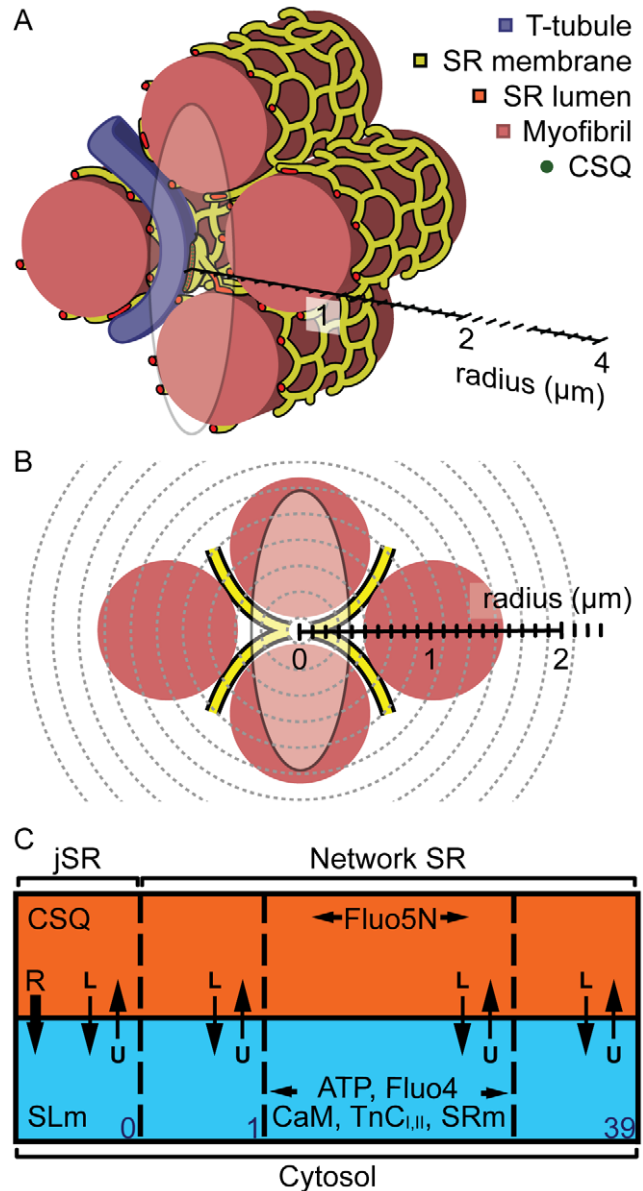 A
T-tubule
SR membrane
SR lumen
Myofibril
CSQ
1
2
4
radius (μm)
B
radius (μm)
0
1
2
C
jSR
Network SR
CSQ
Fluo5N
R
L
L
L
L
U
U
U
U
ATP, Fluo4
SLm
0
1
CaM, TnC I,II, SRm
39
Cytosol